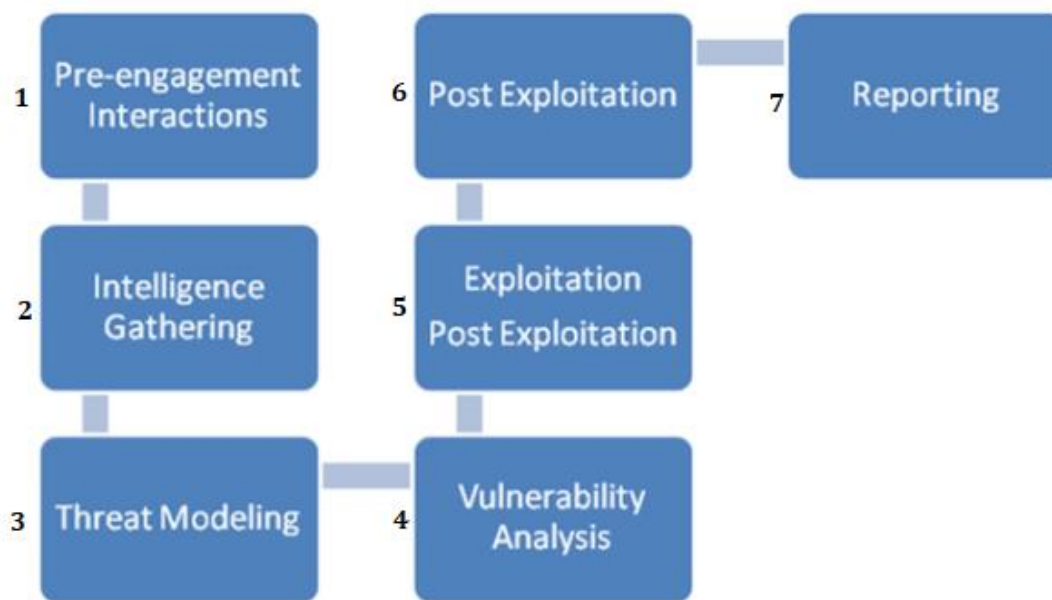 1
Pre-engagement
Interactions
2
Intelligence
Gathering
3
Threat Modeling
4
Vulnerability
Analysis
5
Exploitation
Post Exploitation
6
Post Exploitation
7
Reporting